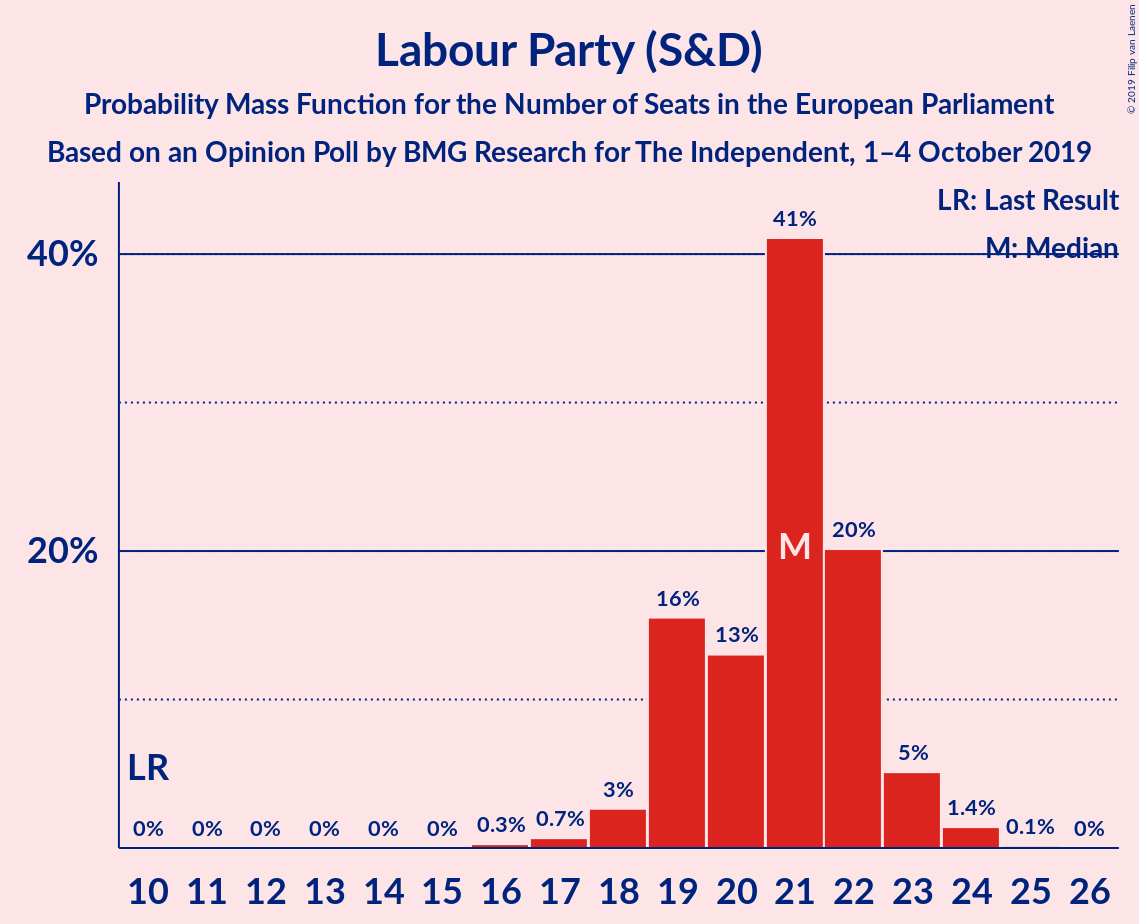 © 2019 Filip van Laenen
Labour Party (S&D)
Probability Mass Function for the Number of Seats in the European Parliament
Based on an Opinion Poll by BMG Research for The Independent, 1–4 October 2019
LR: Last Result
M: Median
41%
40%
20%
20%
M
16%
13%
5%
LR
3%
1.4%
0% 0% 0% 0% 0% 0% 0.3% 0.7% 0.1% 0%
10 11 12 13 14 15 16 17 18 19 20 21 22 23 24 25 26